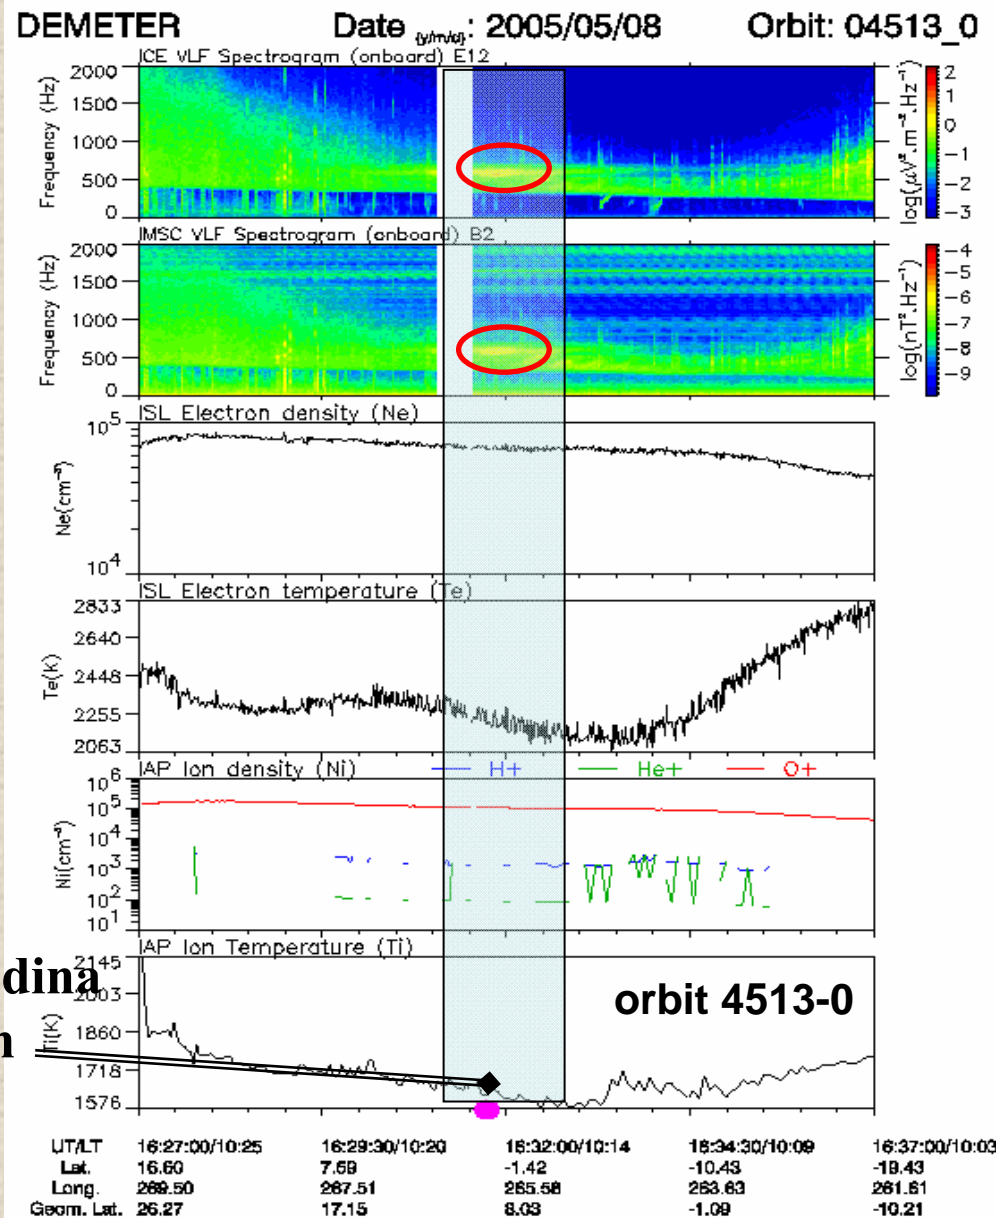 DEMETER Date (y/m/d): 2005/05/08 Orbit: 04513_0
ICE VLF Spectrogram (onboard) E12
Frequency (Hz)
2000
1500
1000
500
0
log(μV².m⁻².Hz⁻¹)
2
1
0
−1
−2
−3
IMSC VLF Spectrogram (onboard) B2
Frequency (Hz)
2000
1500
1000
500
0
log(nT².Hz⁻¹)
−4
−5
−6
−7
−8
−9
ISL Electron density (Ne)
Ne(cm⁻³)
10⁵
10⁴
ISL Electron temperature (Te)
Te(K)
2833
2640
2448
2255
2063
IAP Ion density (Ni) H+ He+ O+
Ni(cm⁻³)
10⁶
10⁵
10⁴
10³
10²
10¹
IAP Ion Temperature (Ti)
Ti(K)
2145
2003
1860
1718
1576
dina
n
orbit 4513-0
UT/LT 16:27:00/10:25 16:29:30/10:20 16:32:00/10:14 16:34:30/10:09 16:37:00/10:03
Lat. 16.60 7.59 -1.42 -10.43 -19.43
Long. 269.50 267.51 265.58 263.63 261.61
Geom. Lat. 26.27 17.15 8.03 -1.09 -10.21